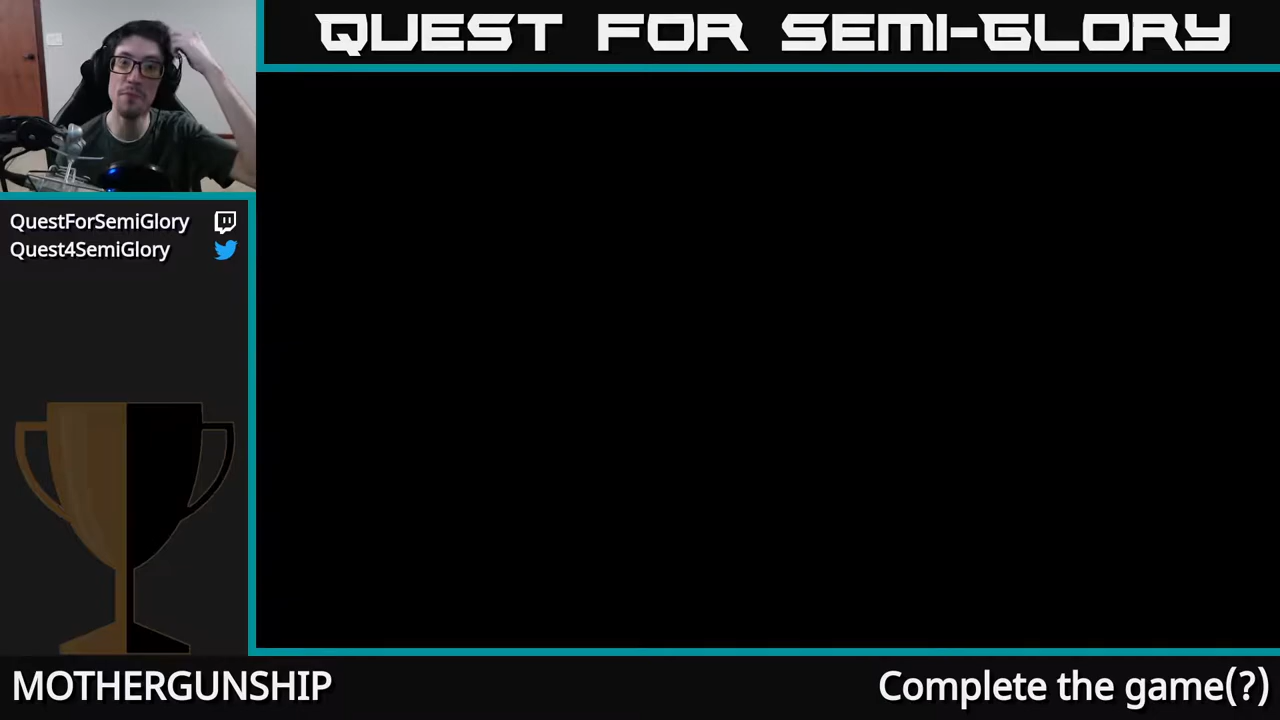 QUEST FOR SEMI-GLORY
QuestForSemiGlory
Quest4SemiGlory
MOTHERGUNSHIP
Complete the game(?)